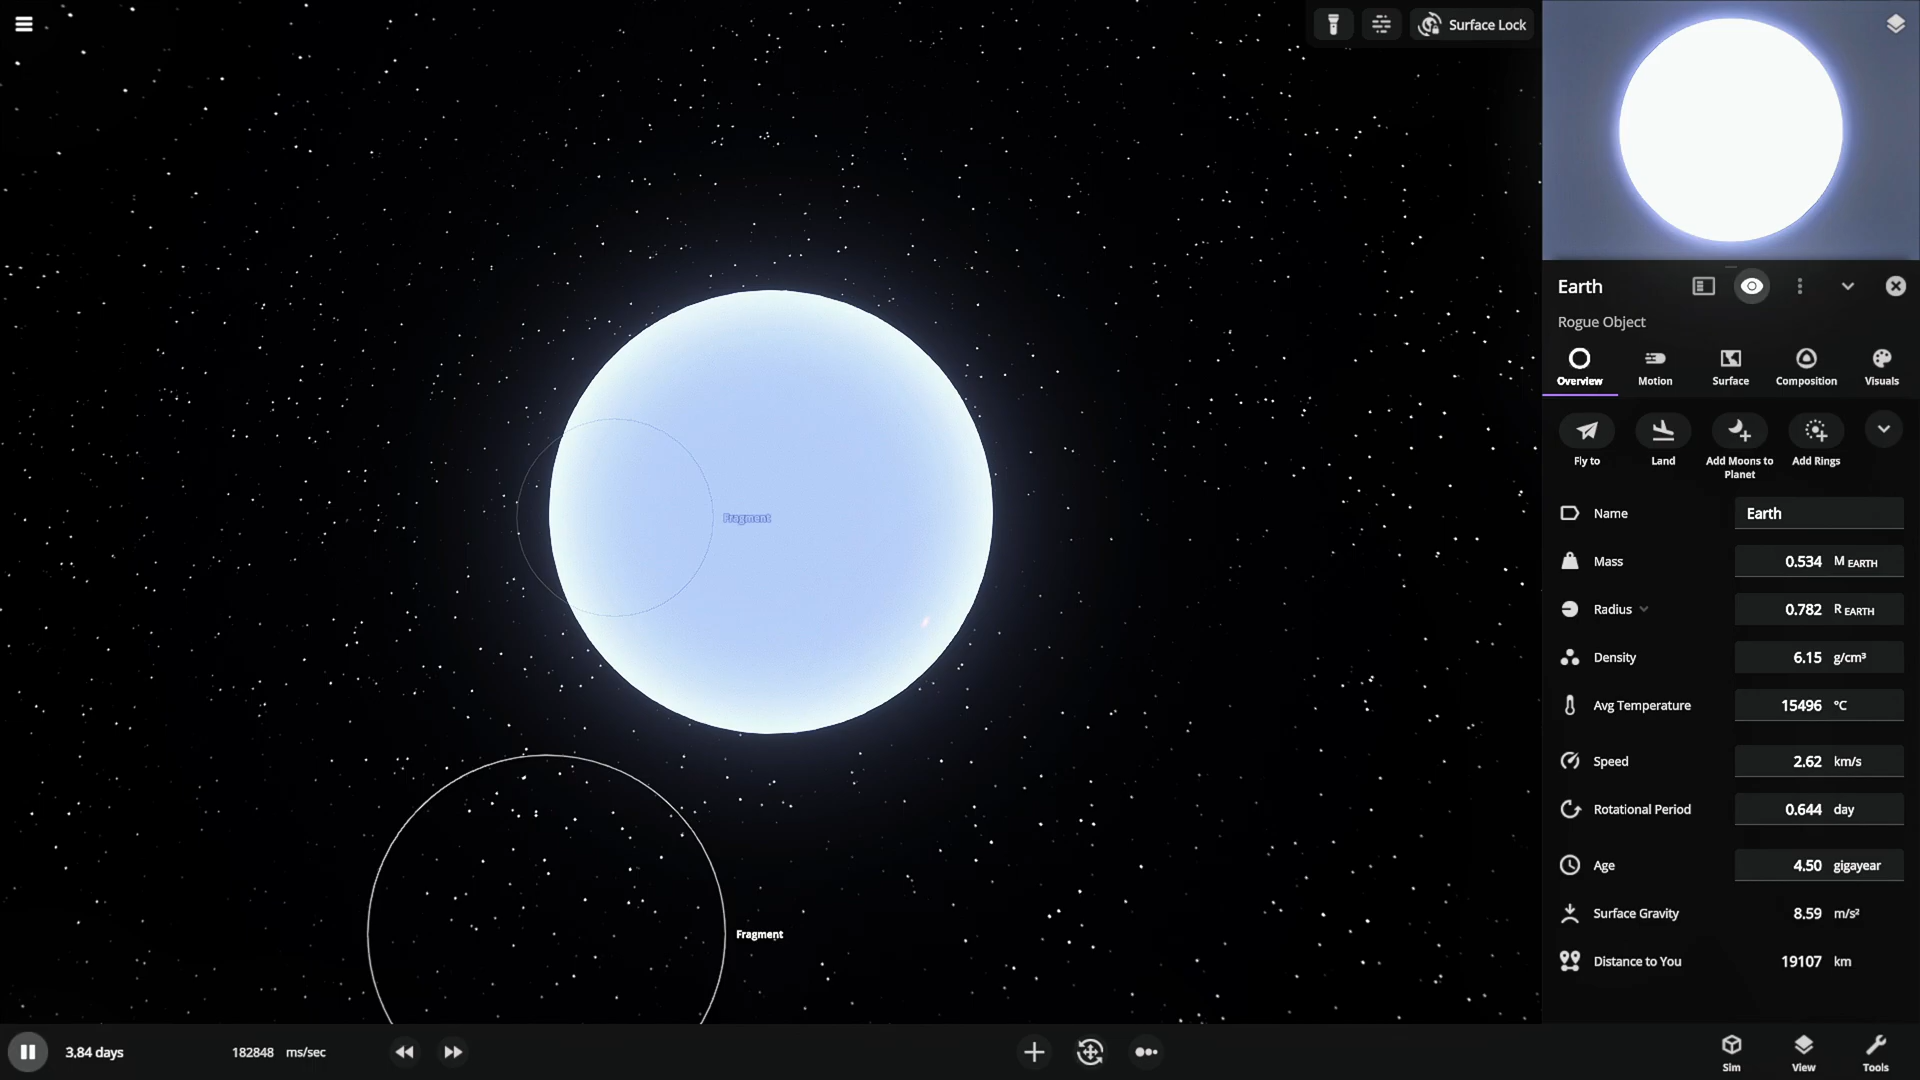 Surface Lock
Earth
Rogue Object
Overview
Motion
Surface
Composition
Visuals
Fly to
Land
Add Moons to
Planet
Add Rings
Name
Earth
Mass
0.534 M EARTH
Radius
0.782 R EARTH
Density
6.15 g/cm³
Avg Temperature
15496 °C
Speed
2.62 km/s
Rotational Period
0.644 day
Age
4.50 gigayear
Surface Gravity
8.59 m/s²
Distance to You
19107 km
Fragment
Fragment
3.84 days
182848 ms/sec
Sim
View
Tools